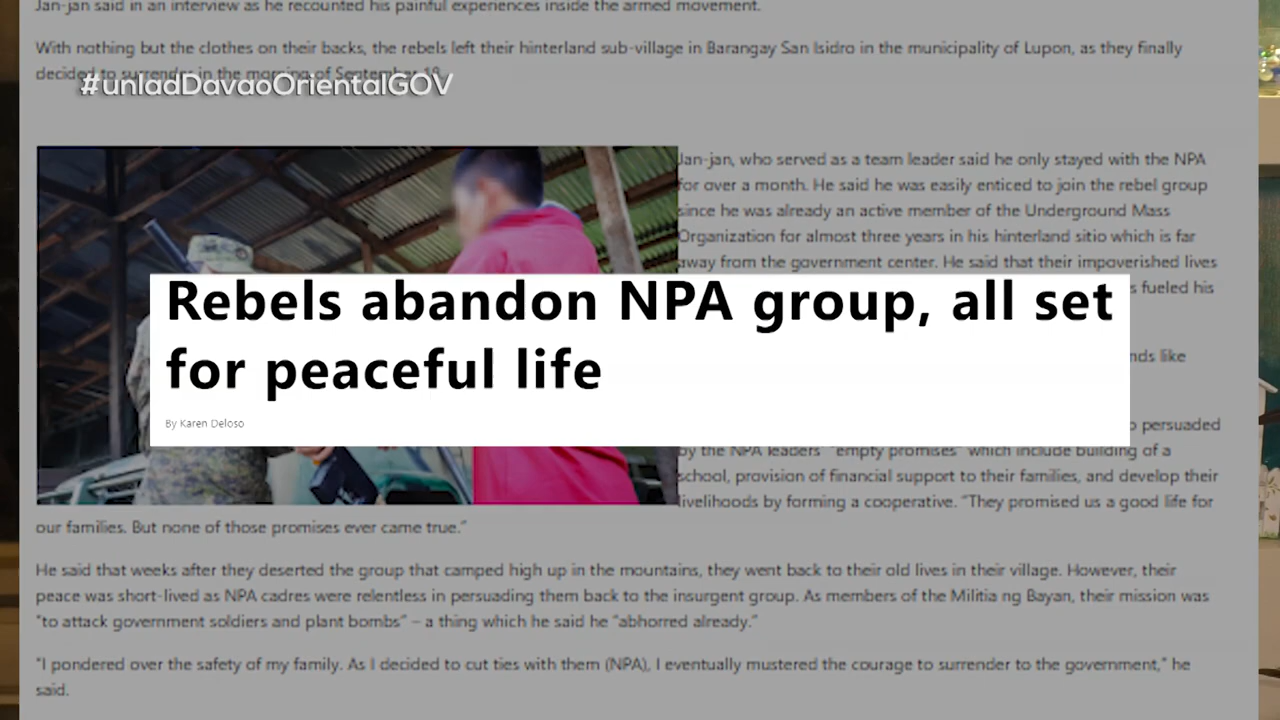 Jan-jan said in an interview as he recounted his painful experiences inside the armed movement.
With nothing but the clothes on their backs, the rebels left their hinterland sub-village in Barangay San Isidro in the municipality of Lupon, as they finally
decided to surrender in the morning of September
#unladDavaoOrientalGOV
Jan-jan, who served as a team leader said he only stayed with the NPA
for over a month. He said he was easily enticed to join the rebel group
since he was already an active member of the Underground Mass
Organization for almost three years in his hinterland sitio which is far
away from the government center. He said that their impoverished lives
fueled his
Rebels abandon NPA group, all set
for peaceful life
By Karen Deloso
like
persuaded
by the NPA leaders' "empty promises" which include building of a
school, provision of financial support to their families, and develop their
livelihoods by forming a cooperative. "They promised us a good life for
our families. But none of those promises ever came true."
He said that weeks after they deserted the group that camped high up in the mountains, they went back to their old lives in their village. However, their
peace was short-lived as NPA cadres were relentless in persuading them back to the insurgent group. As members of the Militia ng Bayan, their mission was
"to attack government soldiers and plant bombs" – a thing which he said he "abhorred already."
"I pondered over the safety of my family. As I decided to cut ties with them (NPA), I eventually mustered the courage to surrender to the government," he
said.